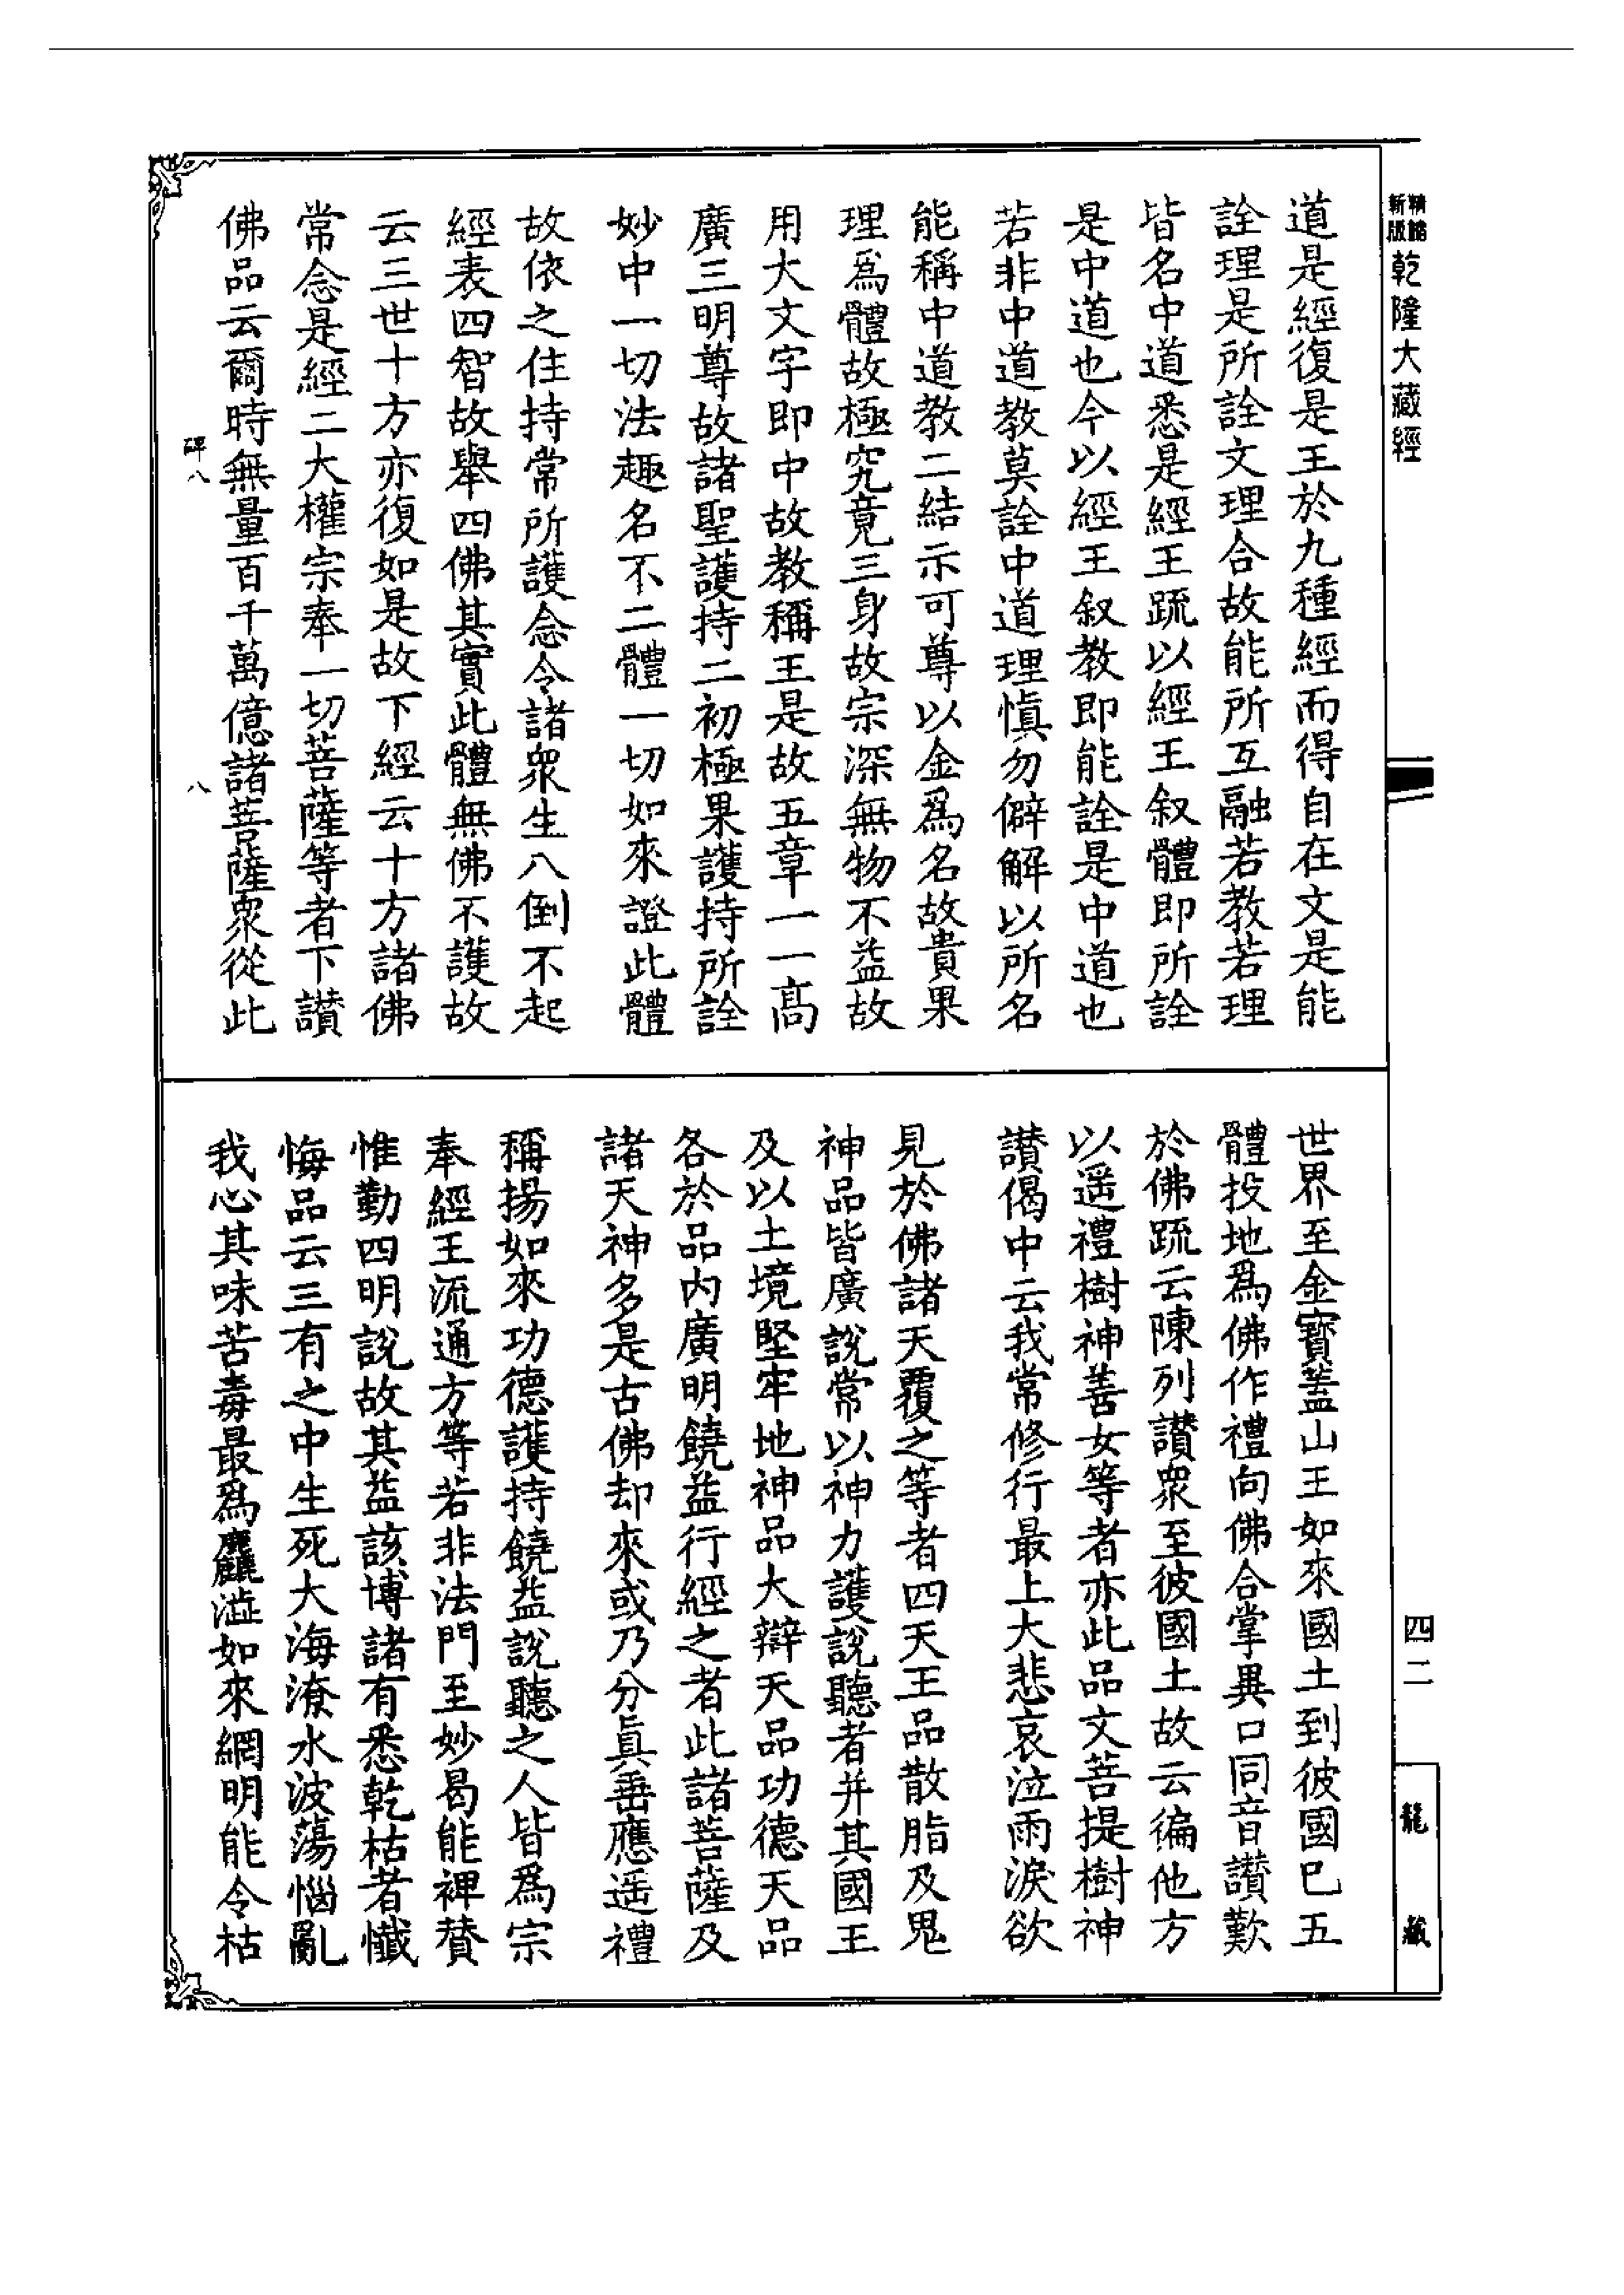 精縮新版乾隆大藏經
道是經復是王於九種經而得自在文是能
詮理是所詮文理合故能所互融若教若理
皆名中道悉是經王疏以經王叙體即所詮
是中道也今以經王叙教即能詮是中道也
若非中道教莫詮中道理慎勿僻解以所名
能稱中道教二結示可尊以金爲名故貴果
理爲體故極究竟三身故宗深無物不益故
用大文字即中故教稱王是故五章一一高
廣三明尊故諸聖護持二初極果護持所詮
妙中一切法趣名不二體一切如來證此體
故依之住持常所護念令諸衆生八倒不起
經表四智故舉四佛其實此體無佛不護故
云三世十方亦復如是故下經云十方諸佛
常念是經二大權宗奉一切菩薩等者下讃
佛品云爾時無量百千萬億諸菩薩衆從此
碑八
八
世界至金寶蓋山王如來國土到彼國已五
體投地爲佛作禮向佛合掌異口同音讃歎
於佛疏云陳列讃衆至彼國土故云徧他方
以遥禮樹神善女等者亦此品文菩提樹神
讃偈中云我常修行最上大悲哀泣雨淚欲
見於佛諸天覆之等者四天王品散脂及鬼
神品皆廣說常以神力護說聽者并其國王
及以土境堅牢地神品大辯天品功德天品
各於品内廣明饒益行經之者此諸菩薩及
諸天神多是古佛却來或乃分眞垂應遥禮
稱揚如來功德護持饒益說聽之人皆爲宗
奉經王流通方等若非法門至妙曷能裨賛
惟勤四明說故其益該博諸有悉乾枯者懺
悔品云三有之中生死大海潦水波蕩惱亂
我心其味苦毒最爲麤澁如來網明能令枯
四二
龍藏